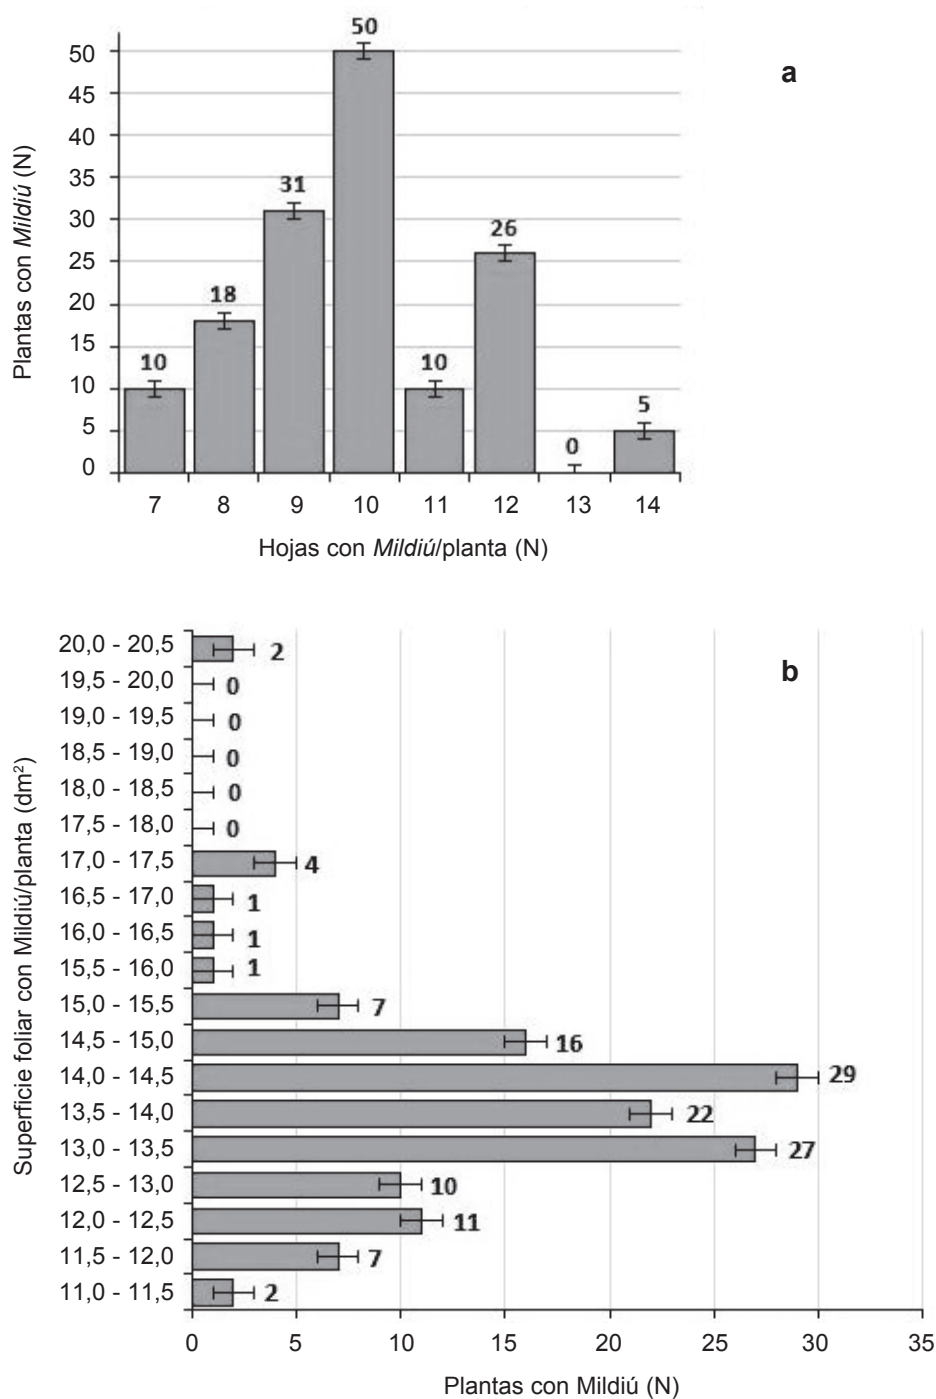 50
a
50
45
40
35
30
25
20
15
10
5
0
Plantas con Mildiú (N)
10
18
31
10
26
0
5
7 8 9 10 11 12 13 14
Hojas con Mildiú/planta (N)
b
Superficie foliar con Mildiú/planta (dm²)
20,0 - 20,5 2
19,5 - 20,0 0
19,0 - 19,5 0
18,5 - 19,0 0
18,0 - 18,5 0
17,5 - 18,0 0
17,0 - 17,5 4
16,5 - 17,0 1
16,0 - 16,5 1
15,5 - 16,0 1
15,0 - 15,5 7
14,5 - 15,0 16
14,0 - 14,5 29
13,5 - 14,0 22
13,0 - 13,5 27
12,5 - 13,0 10
12,0 - 12,5 11
11,5 - 12,0 7
11,0 - 11,5 2
0 5 10 15 20 25 30 35
Plantas con Mildiú (N)